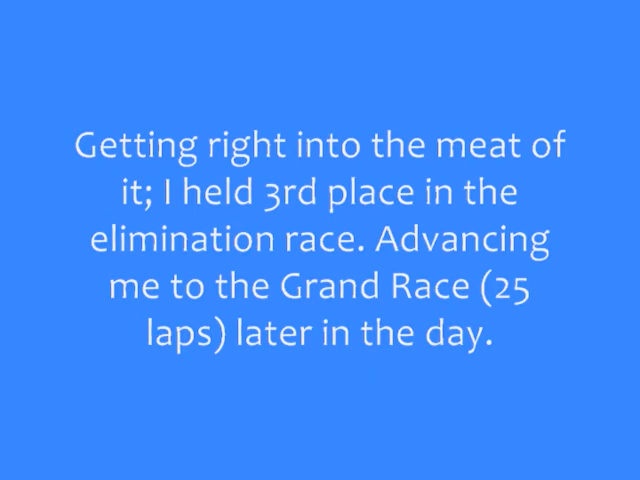 Getting right into the meat of
it; I held 3rd place in the
elimination race. Advancing
me to the Grand Race (25
laps) later in the day.